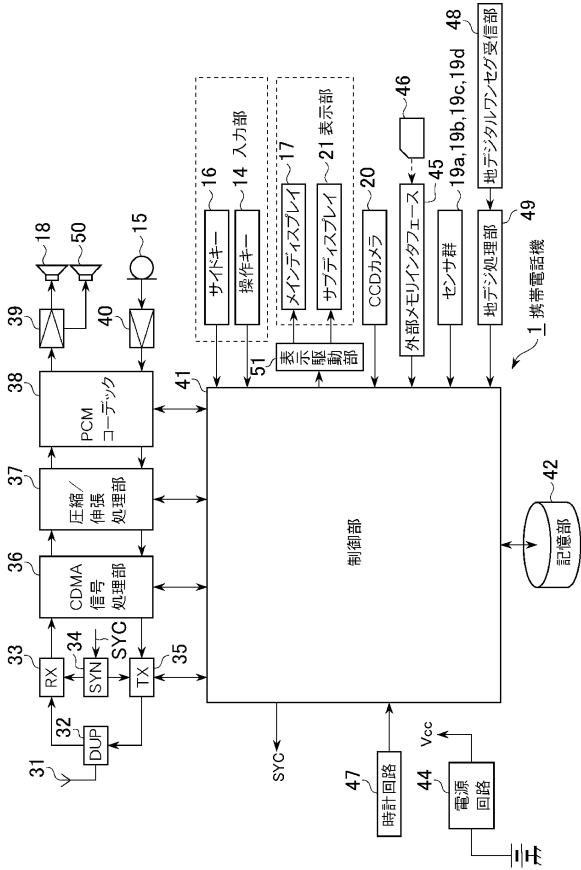 31
32
DUP
33
RX
34
SYN
SYC
35
TX
36
CDMA
信号
処理部
37
圧縮/
伸張
処理部
38
PCM
コーデック
39
40
18
50
15
41
制御部
SYC
47
時計回路
44
電源
回路
Vcc
42
記憶部
16
サイドキー
14
操作キー
入力部
51
表示
駆動
部
17
メインディスプレイ
21
サブディスプレイ
表示部
20
CCDカメラ
46
45
外部メモリインタフェース
19a,19b,19c,19d
センサ群
48
地デジタルワンセグ受信部
49
地デジ処理部
1 携帯電話機